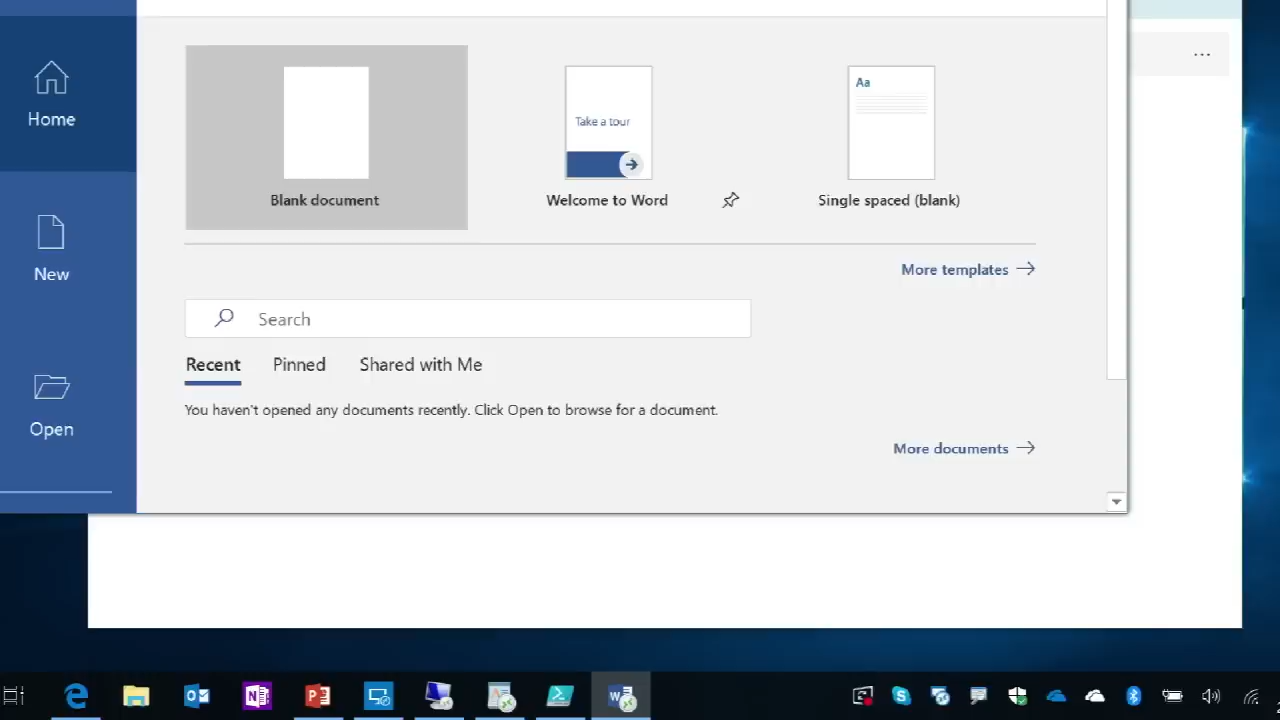 Home
New
Open
Take a tour
Aa
Blank document
Welcome to Word
Single spaced (blank)
More templates
Search
Recent
Pinned
Shared with Me
You haven't opened any documents recently. Click Open to browse for a document.
More documents